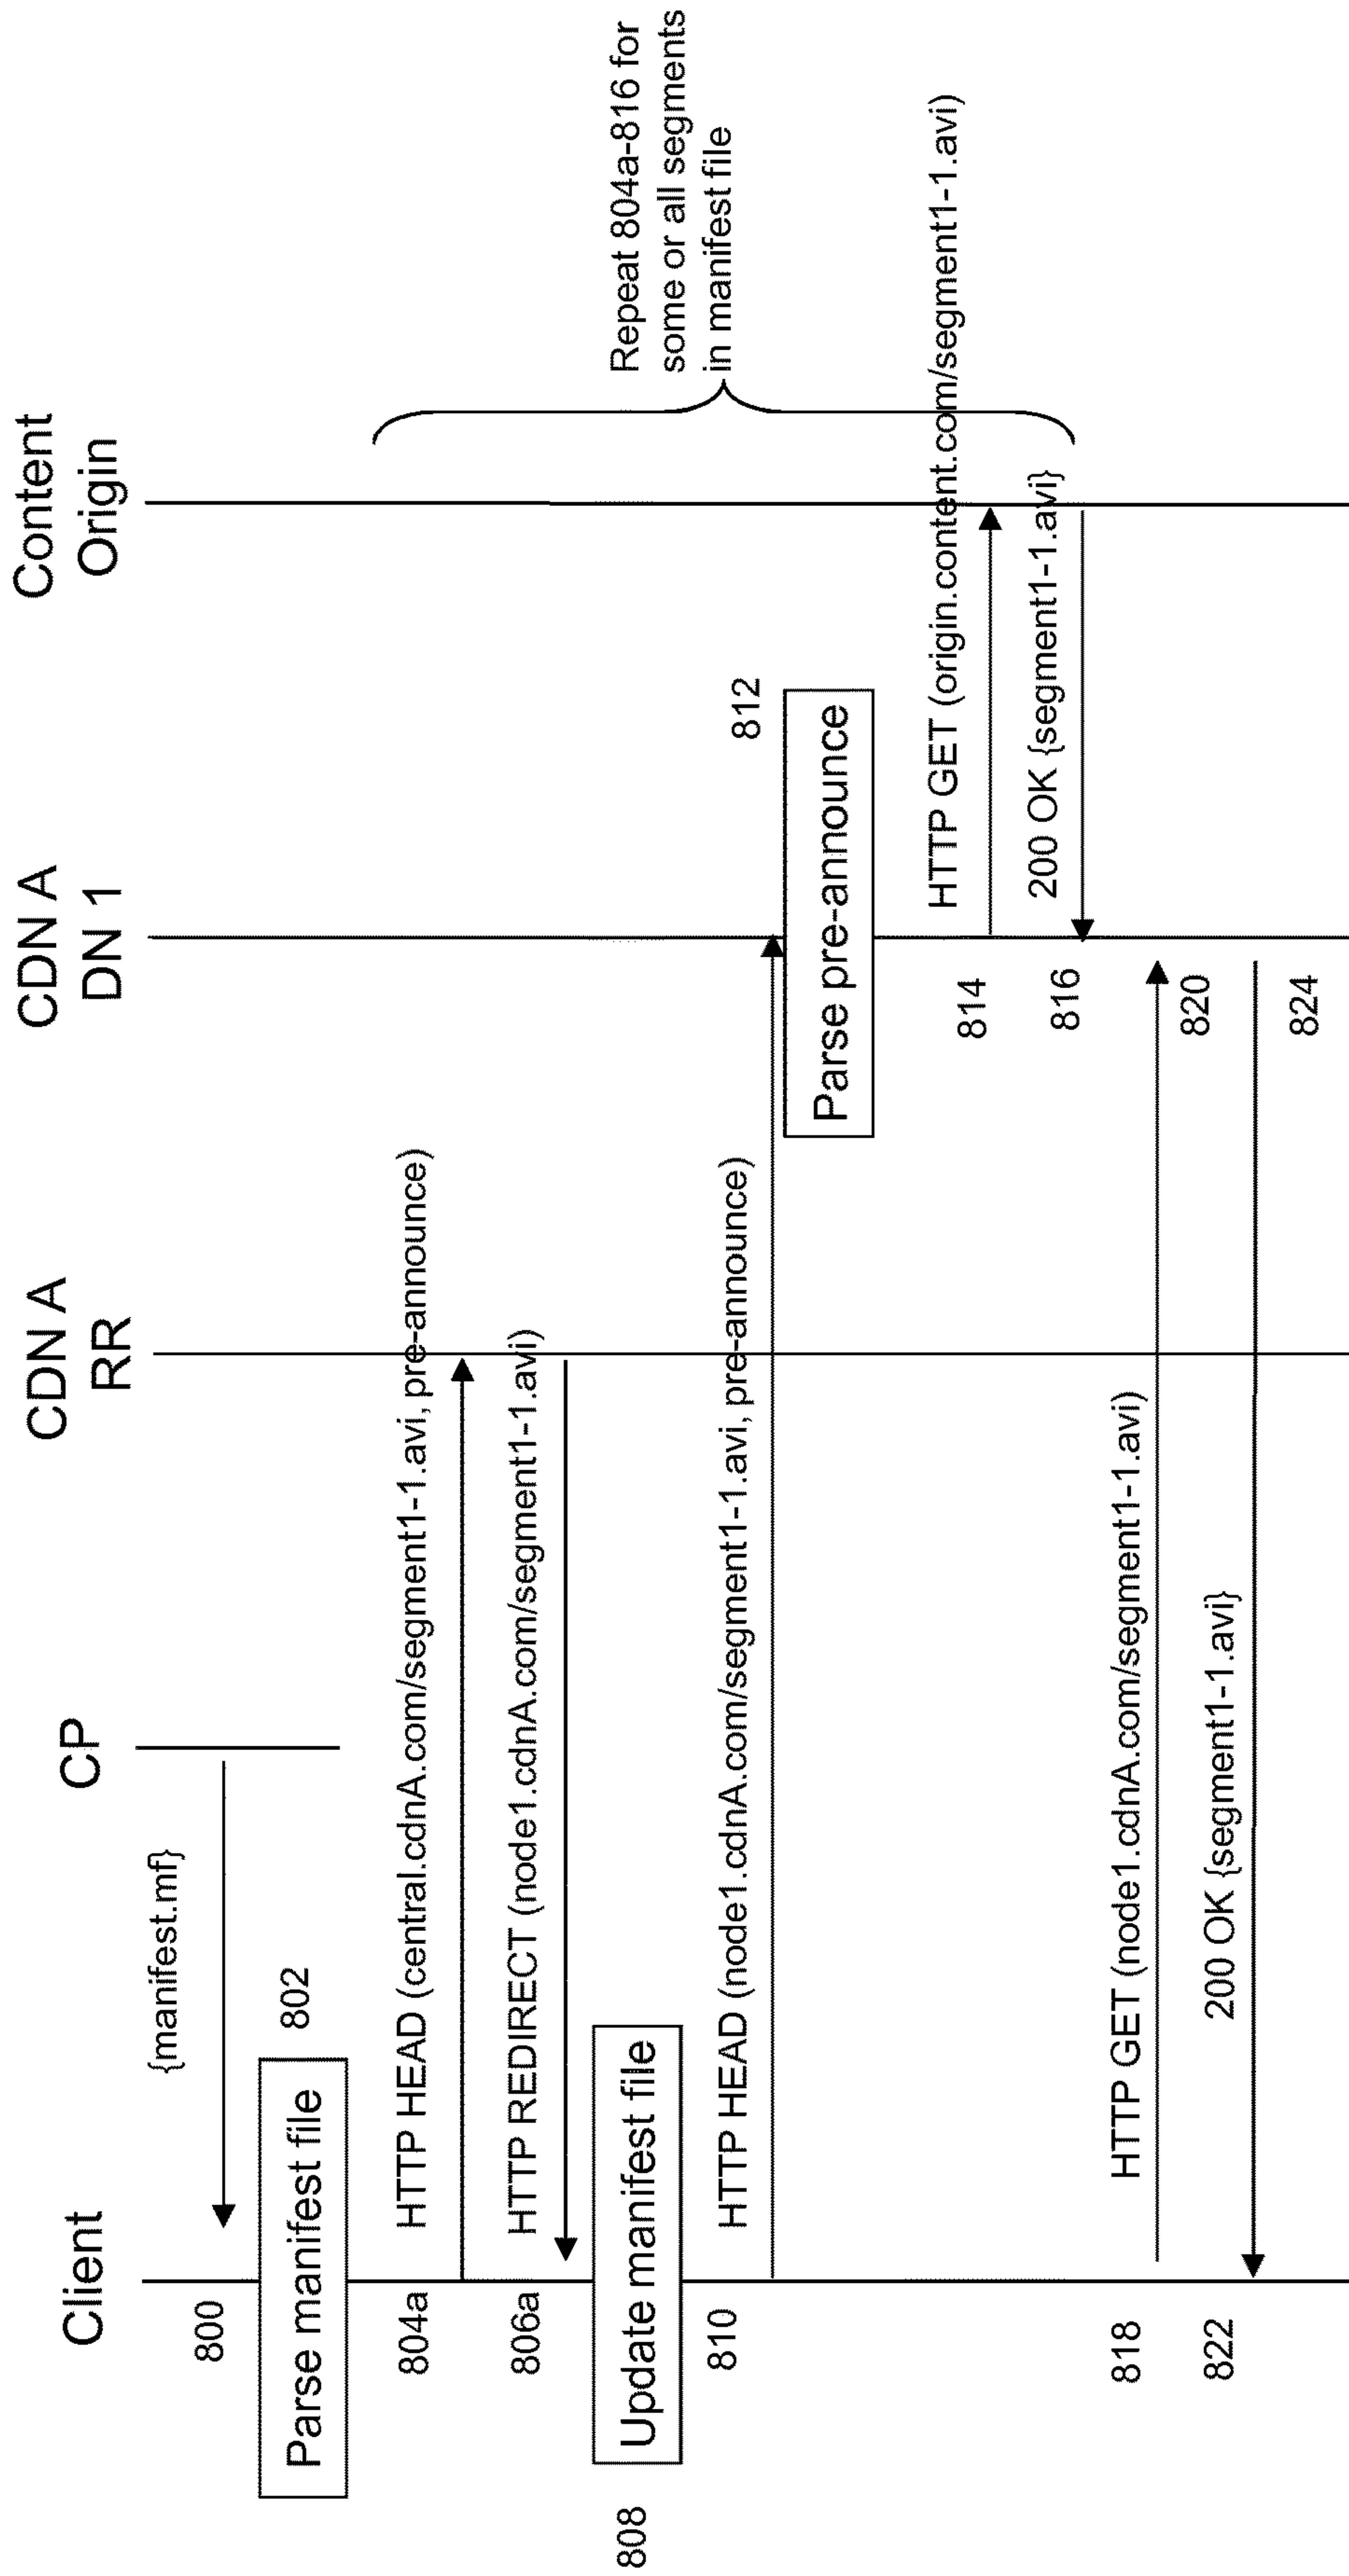 Client
CP
CDN A
RR
CDN A
DN 1
Content
Origin
800
{manifest.mf}
Parse manifest file
802
804a
HTTP HEAD (central.cdnA.com/segment1-1.avi, pre-announce)
806a
HTTP REDIRECT (node1.cdnA.com/segment1-1.avi)
808
Update manifest file
Repeat 804a-816 for
some or all segments
in manifest file
810
HTTP HEAD (node1.cdnA.com/segment1-1.avi, pre-announce)
812
Parse pre-announce
814
HTTP GET (origin.content.com/segment1-1.avi)
816
200 OK {segment1-1.avi}
818
HTTP GET (node1.cdnA.com/segment1-1.avi)
820
822
200 OK {segment1-1.avi}
824